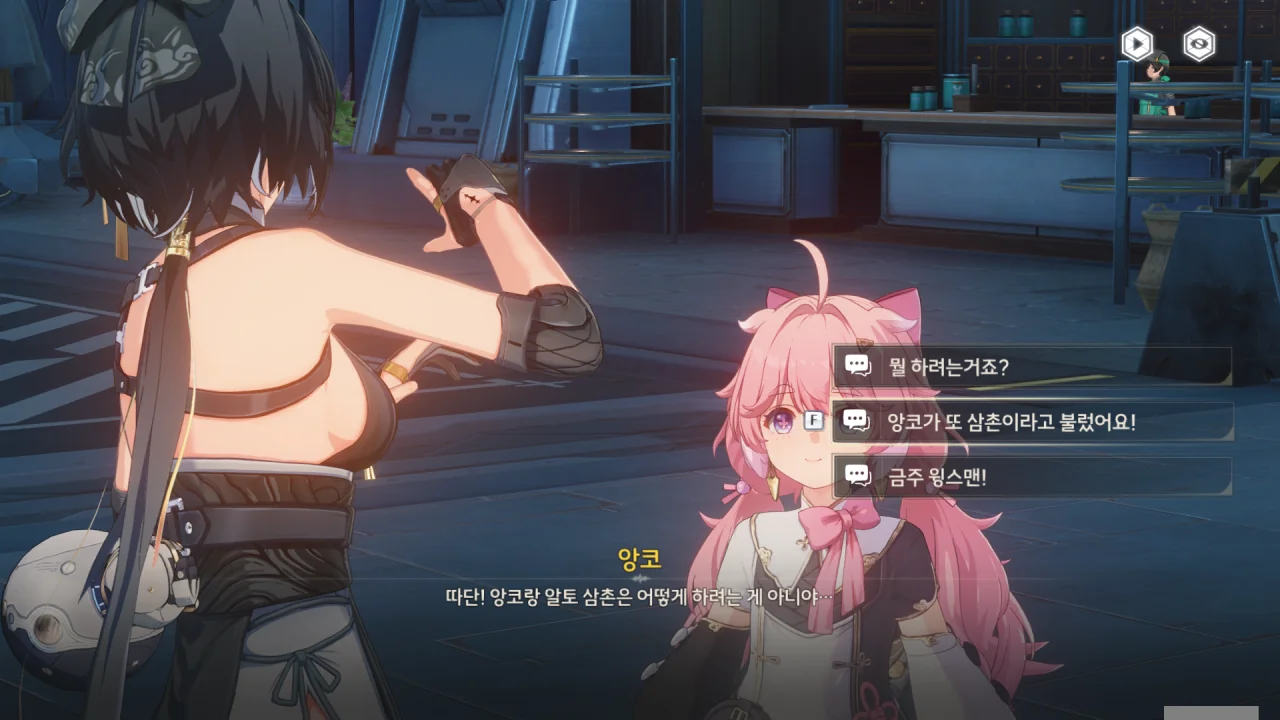 뭘 하려는거죠?
F
앙코가 또 삼촌이라고 불렀어요!
금주 윙스맨!
앙코
따단! 앙코랑 알토 삼촌은 어떻게 하려는 게 아니야…